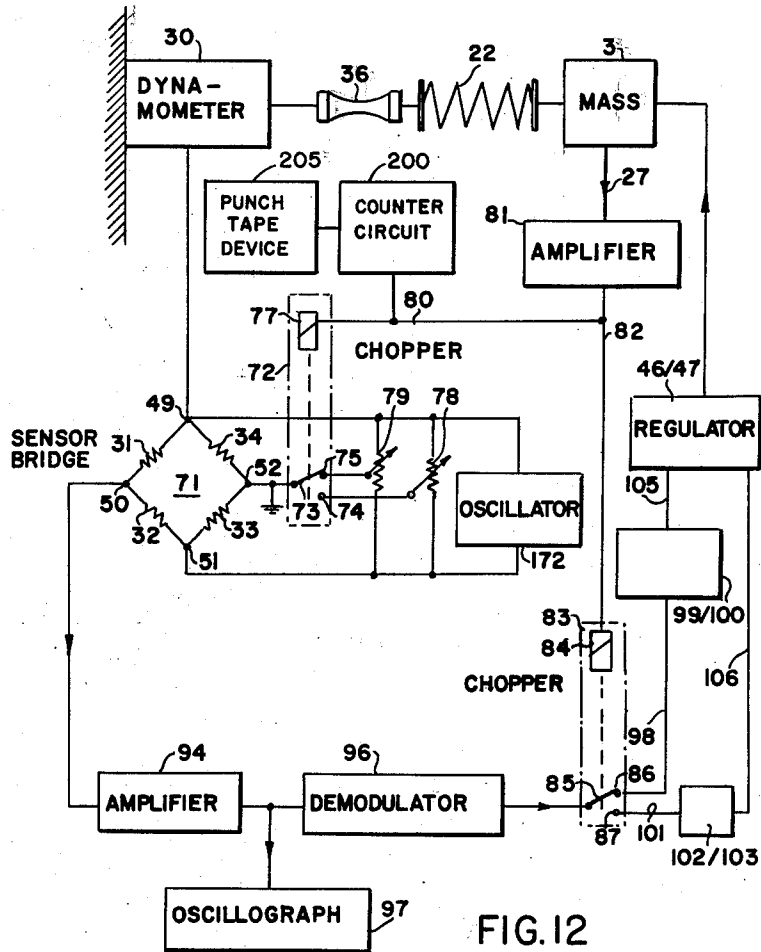 30
DYNA-
MOMETER
36
22
3
MASS
27
205
PUNCH
TAPE
DEVICE
200
COUNTER
CIRCUIT
81
AMPLIFIER
77
80
82
CHOPPER
72
46/47
REGULATOR
49
79
78
SENSOR
BRIDGE
31
34
75
52
71
50
32
33
73
74
OSCILLATOR
51
172
105
99/100
83
84
CHOPPER
106
98
94
AMPLIFIER
96
DEMODULATOR
85
86
87
101
102/103
OSCILLOGRAPH
97
FIG.12